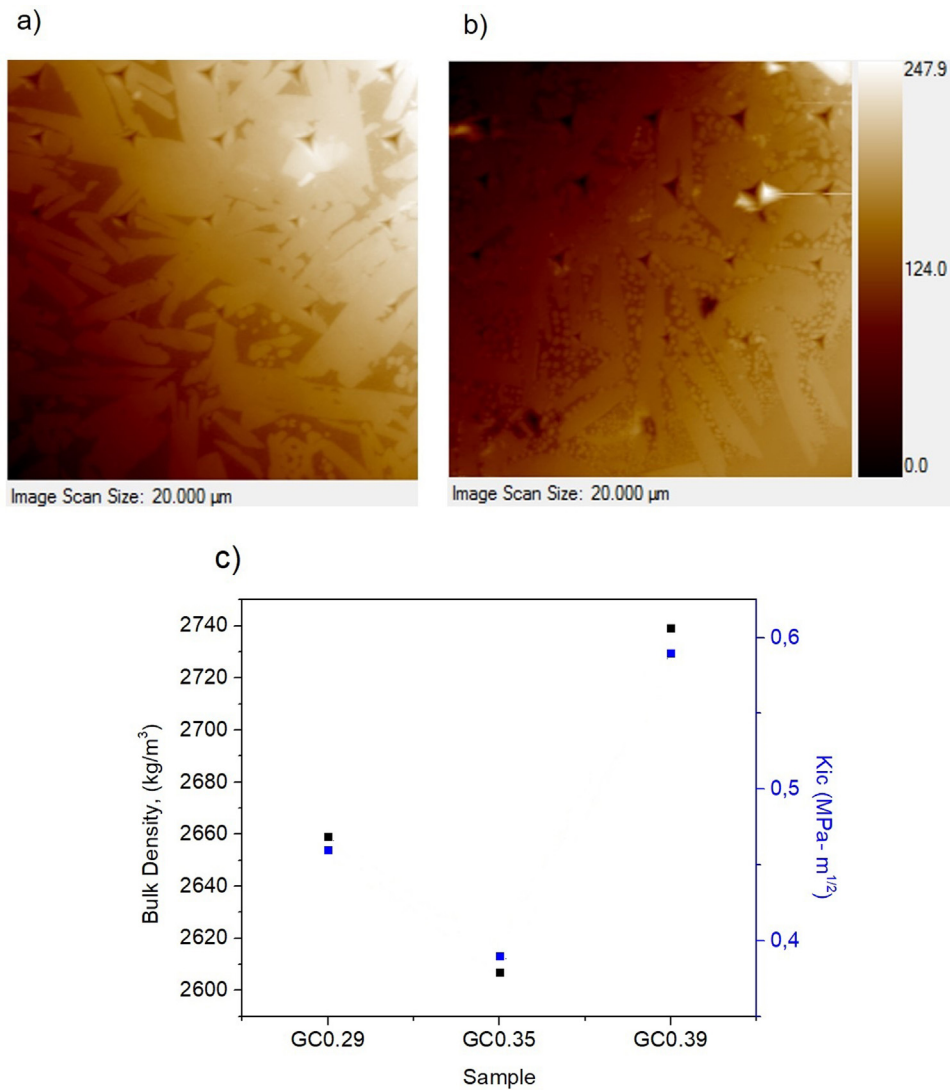 a)
b)
247.9
124.0
0.0
Image Scan Size: 20.000 µm
Image Scan Size: 20.000 µm
c)
2740
2720
2700
2680
2660
2640
2620
2600
Bulk Density, (kg/m³)
0,6
0,5
0,4
Kic (MPa- m^1/2)
GC0.29 GC0.35 GC0.39
Sample